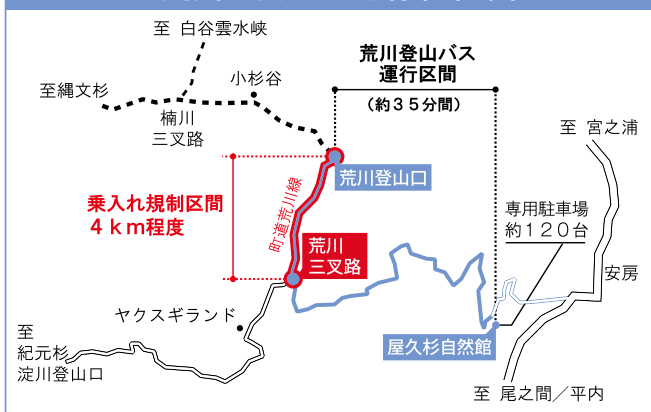 至 白谷雲水峡
荒川登山バス
運行区間
(約35分間)
小杉谷
至縄文杉
楠川
三叉路
至 宮之浦
荒川登山口
乗入れ規制区間
4km程度
町道荒川線
専用駐車場
約120台
荒川
三叉路
安房
ヤクスギランド
至
紀元杉
淀川登山口
屋久杉自然館
至 尾之間/平内